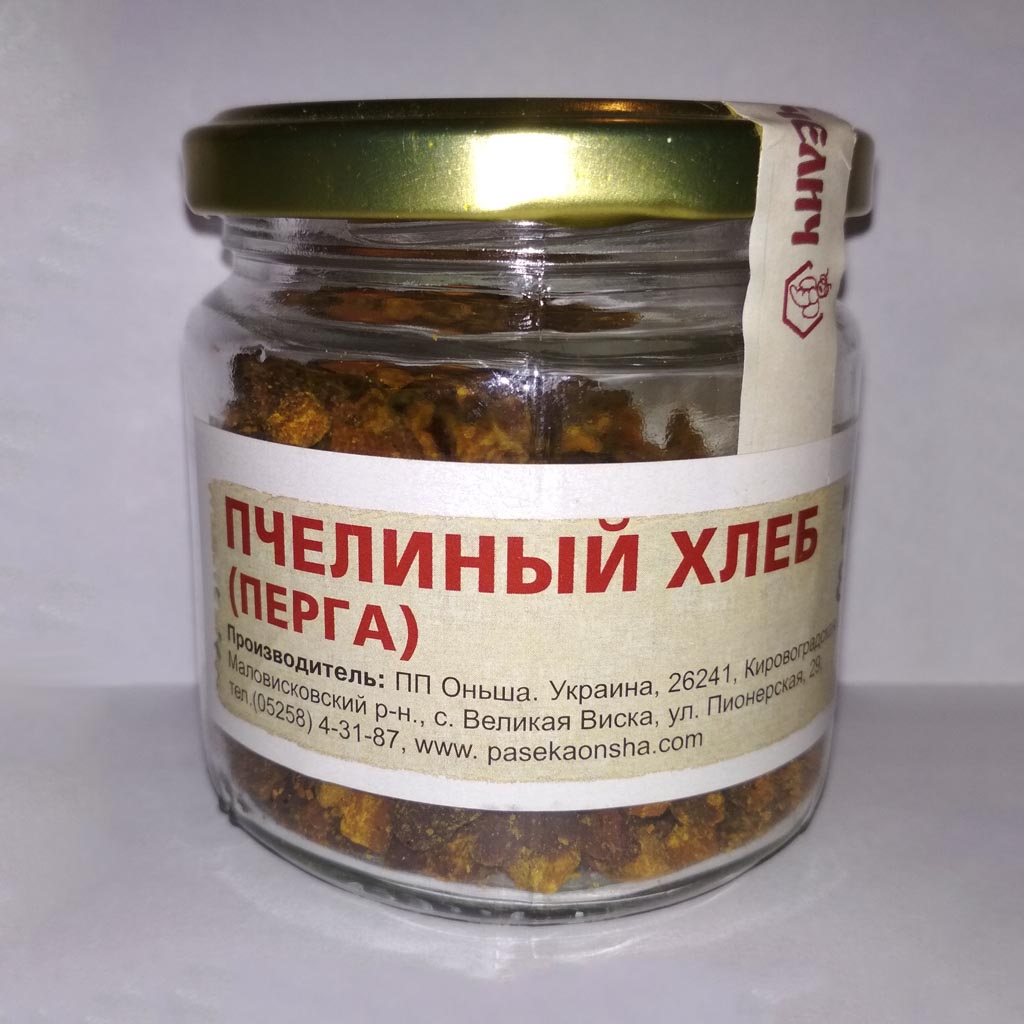 ПЧЕЛИНЫЙ ХЛЕБ
(ПЕРГА)
Производитель: ПП Оньша. Украина, 26241, Кировоградская
Маловисковский р-н., с. Великая Виска, ул. Пионерская, 29,
тел.(05258) 4-31-87, www. pasekaonsha.com